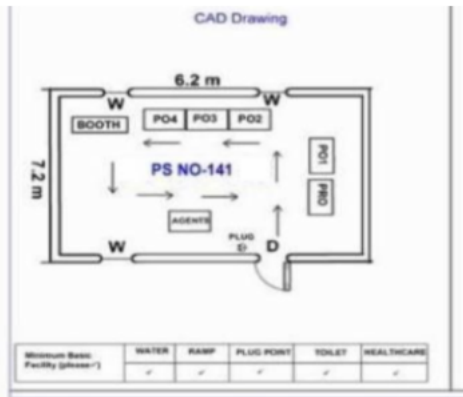 CAD Drawing
6.2 m
W W
BOOTH PO4 PO3 PO2
7.2 m
PS NO-141
PO1
PRO
AGENTS
PLUG
W D
Minimum Basic Facility (please✓) WATER RAMP PLUG POINT TOILET HEALTHCARE
✓ ✓ ✓ ✓ ✓